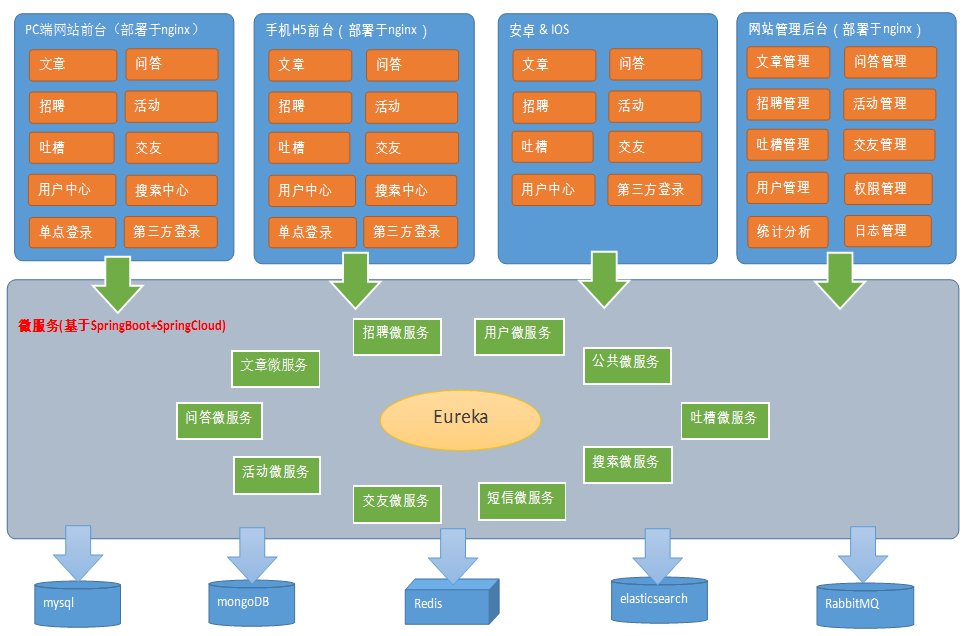 PC端网站前台（部署于nginx）
文章
问答
招聘
活动
吐槽
交友
用户中心
搜索中心
单点登录
第三方登录
手机H5前台（部署于nginx）
文章
问答
招聘
活动
吐槽
交友
用户中心
搜索中心
单点登录
第三方登录
安卓 & IOS
文章
问答
招聘
活动
吐槽
交友
用户中心
第三方登录
网站管理后台（部署于nginx）
文章管理
问答管理
招聘管理
活动管理
吐槽管理
交友管理
用户管理
权限管理
统计分析
日志管理
微服务(基于SpringBoot+SpringCloud)
招聘微服务
用户微服务
文章微服务
公共微服务
问答微服务
Eureka
吐槽微服务
活动微服务
搜索微服务
交友微服务
短信微服务
mysql
mongoDB
Redis
elasticsearch
RabbitMQ